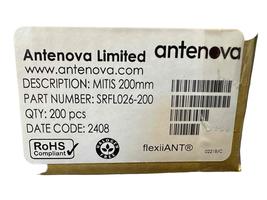 Antenova Limited antenova
www.antenova.com
DESCRIPTION: MITIS 200mm
PART NUMBER: SRFL026-200
QTY: 200 pcs
DATE CODE: 2408
RoHS
Compliant
flexiiANT®